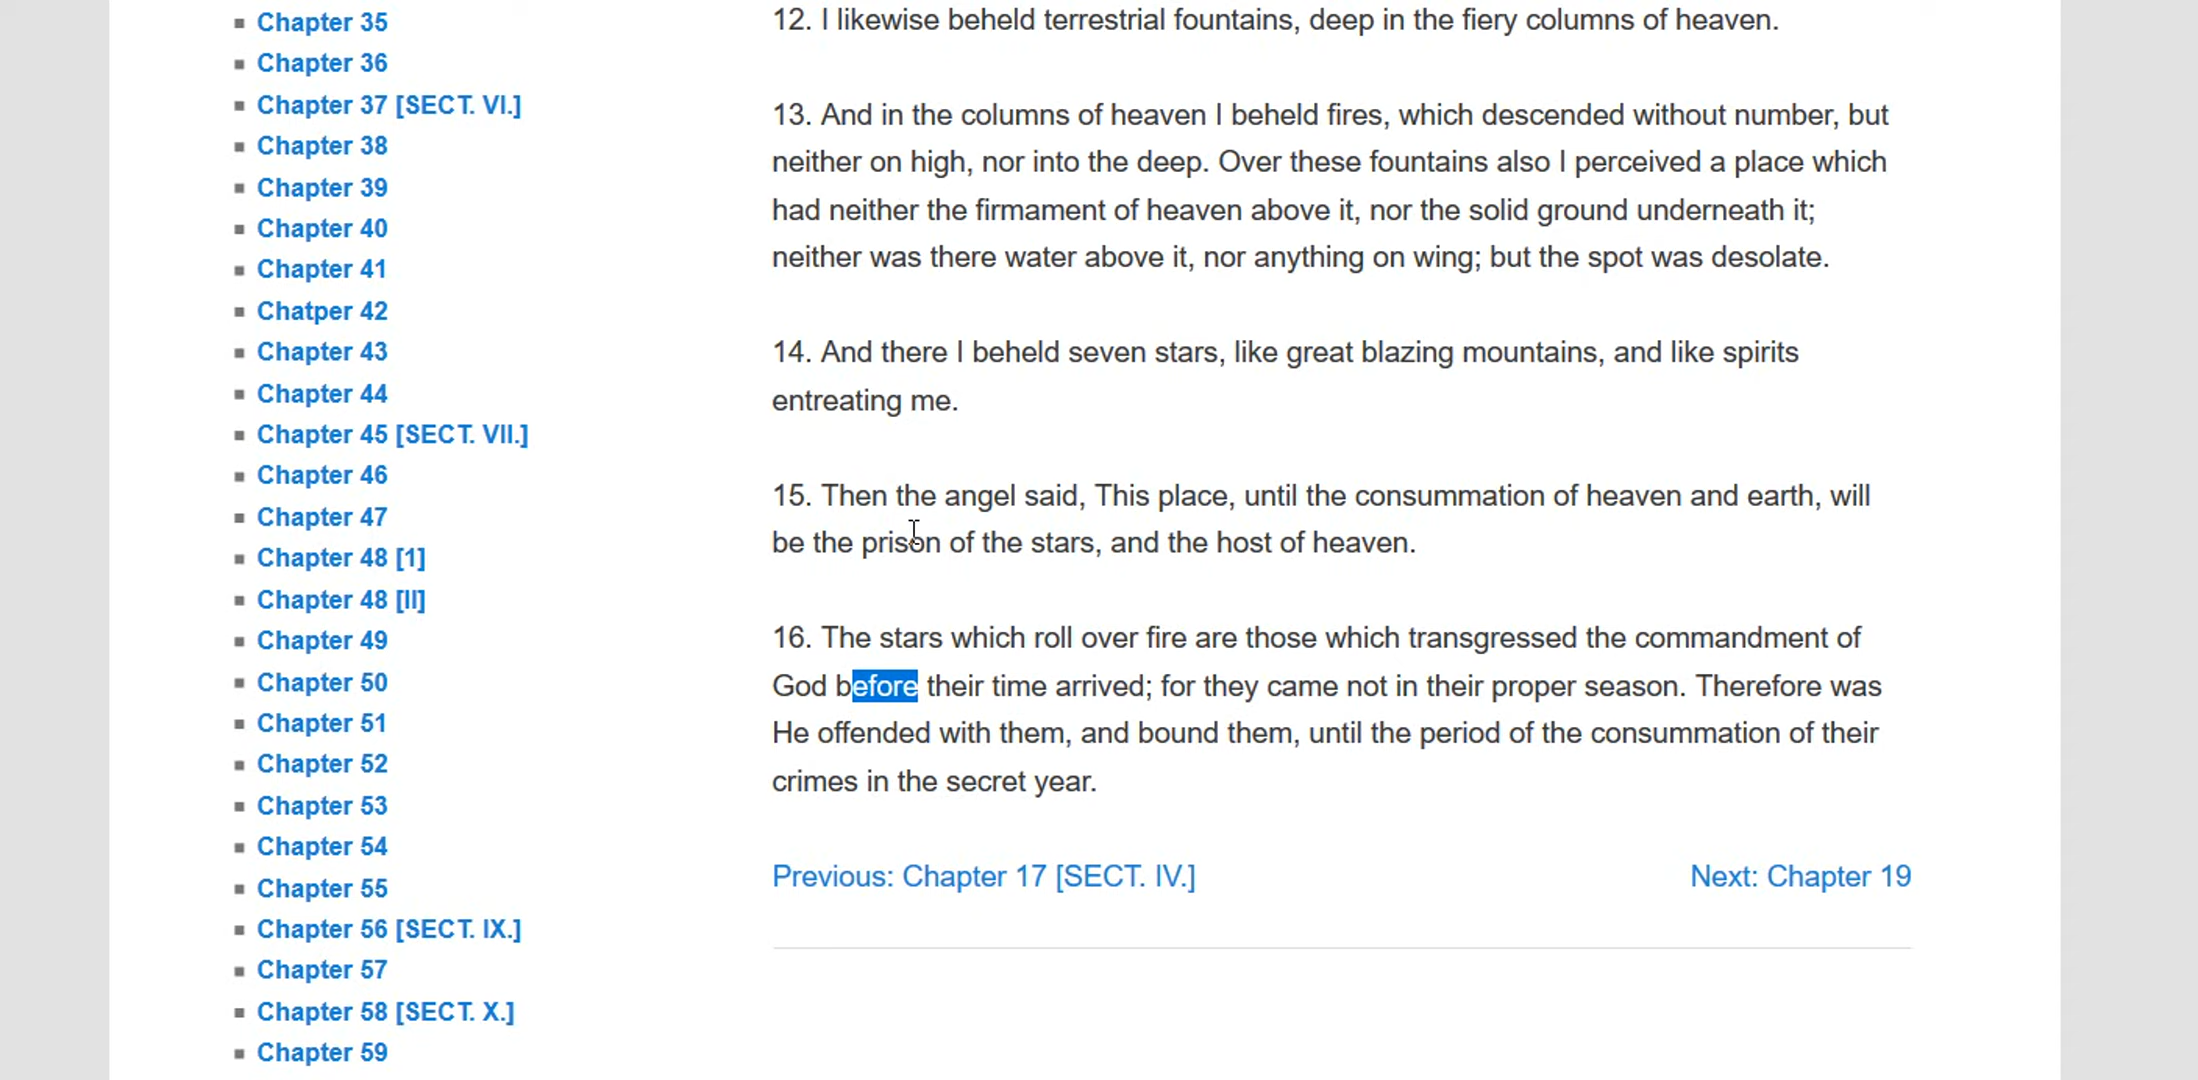 Chapter 35
Chapter 36
Chapter 37 [SECT. VI.]
Chapter 38
Chapter 39
Chapter 40
Chapter 41
Chatper 42
Chapter 43
Chapter 44
Chapter 45 [SECT. VII.]
Chapter 46
Chapter 47
Chapter 48 [1]
Chapter 48 [II]
Chapter 49
Chapter 50
Chapter 51
Chapter 52
Chapter 53
Chapter 54
Chapter 55
Chapter 56 [SECT. IX.]
Chapter 57
Chapter 58 [SECT. X.]
Chapter 59
12. I likewise beheld terrestrial fountains, deep in the fiery columns of heaven.
13. And in the columns of heaven I beheld fires, which descended without number, but
neither on high, nor into the deep. Over these fountains also I perceived a place which
had neither the firmament of heaven above it, nor the solid ground underneath it;
neither was there water above it, nor anything on wing; but the spot was desolate.
14. And there I beheld seven stars, like great blazing mountains, and like spirits
entreating me.
15. Then the angel said, This place, until the consummation of heaven and earth, will
be the prison of the stars, and the host of heaven.
16. The stars which roll over fire are those which transgressed the commandment of
God before their time arrived; for they came not in their proper season. Therefore was
He offended with them, and bound them, until the period of the consummation of their
crimes in the secret year.
Previous: Chapter 17 [SECT. IV.]
Next: Chapter 19